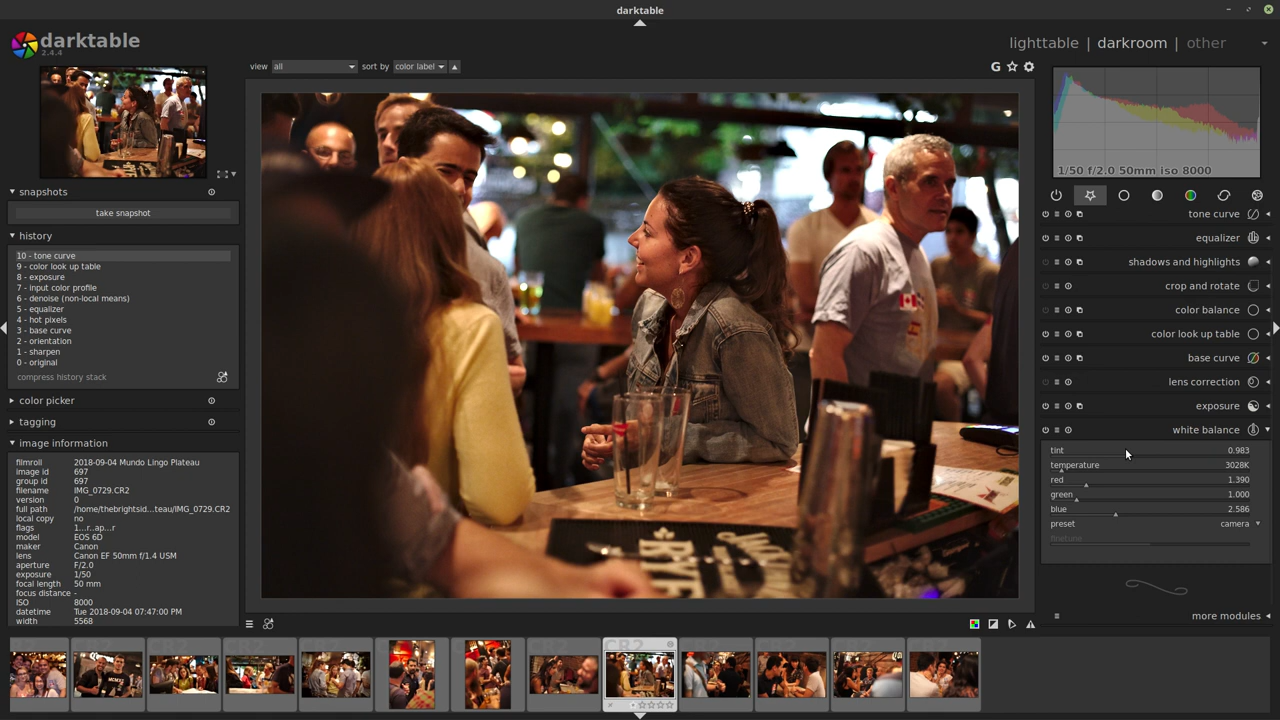 darktable
darktable
2.4.4
lighttable | darkroom | other
view all sort by color label
G
1/50 f/2.0 50mm iso 8000
snapshots
take snapshot
history
10 - tone curve
9 - color look up table
8 - exposure
7 - input color profile
6 - denoise (non-local means)
5 - equalizer
4 - hot pixels
3 - base curve
2 - orientation
1 - sharpen
0 - original
compress history stack
color picker
tagging
image information
filmroll 2018-09-04 Mundo Lingo Plateau
image id 697
group id 697
filename IMG_0729.CR2
version 0
full path /home/thebrightsid...teau/IMG_0729.CR2
local copy no
flags 1...r..ap...r
model EOS 6D
maker Canon
lens Canon EF 50mm f/1.4 USM
aperture F/2.0
exposure 1/50
focal length 50 mm
focus distance -
ISO 8000
datetime Tue 2018-09-04 07:47:00 PM
width 5568
tone curve
equalizer
shadows and highlights
crop and rotate
color balance
color look up table
base curve
lens correction
exposure
white balance
tint 0.983
temperature 3028K
red 1.390
green 1.000
blue 2.586
preset camera
finetune
more modules
CR2